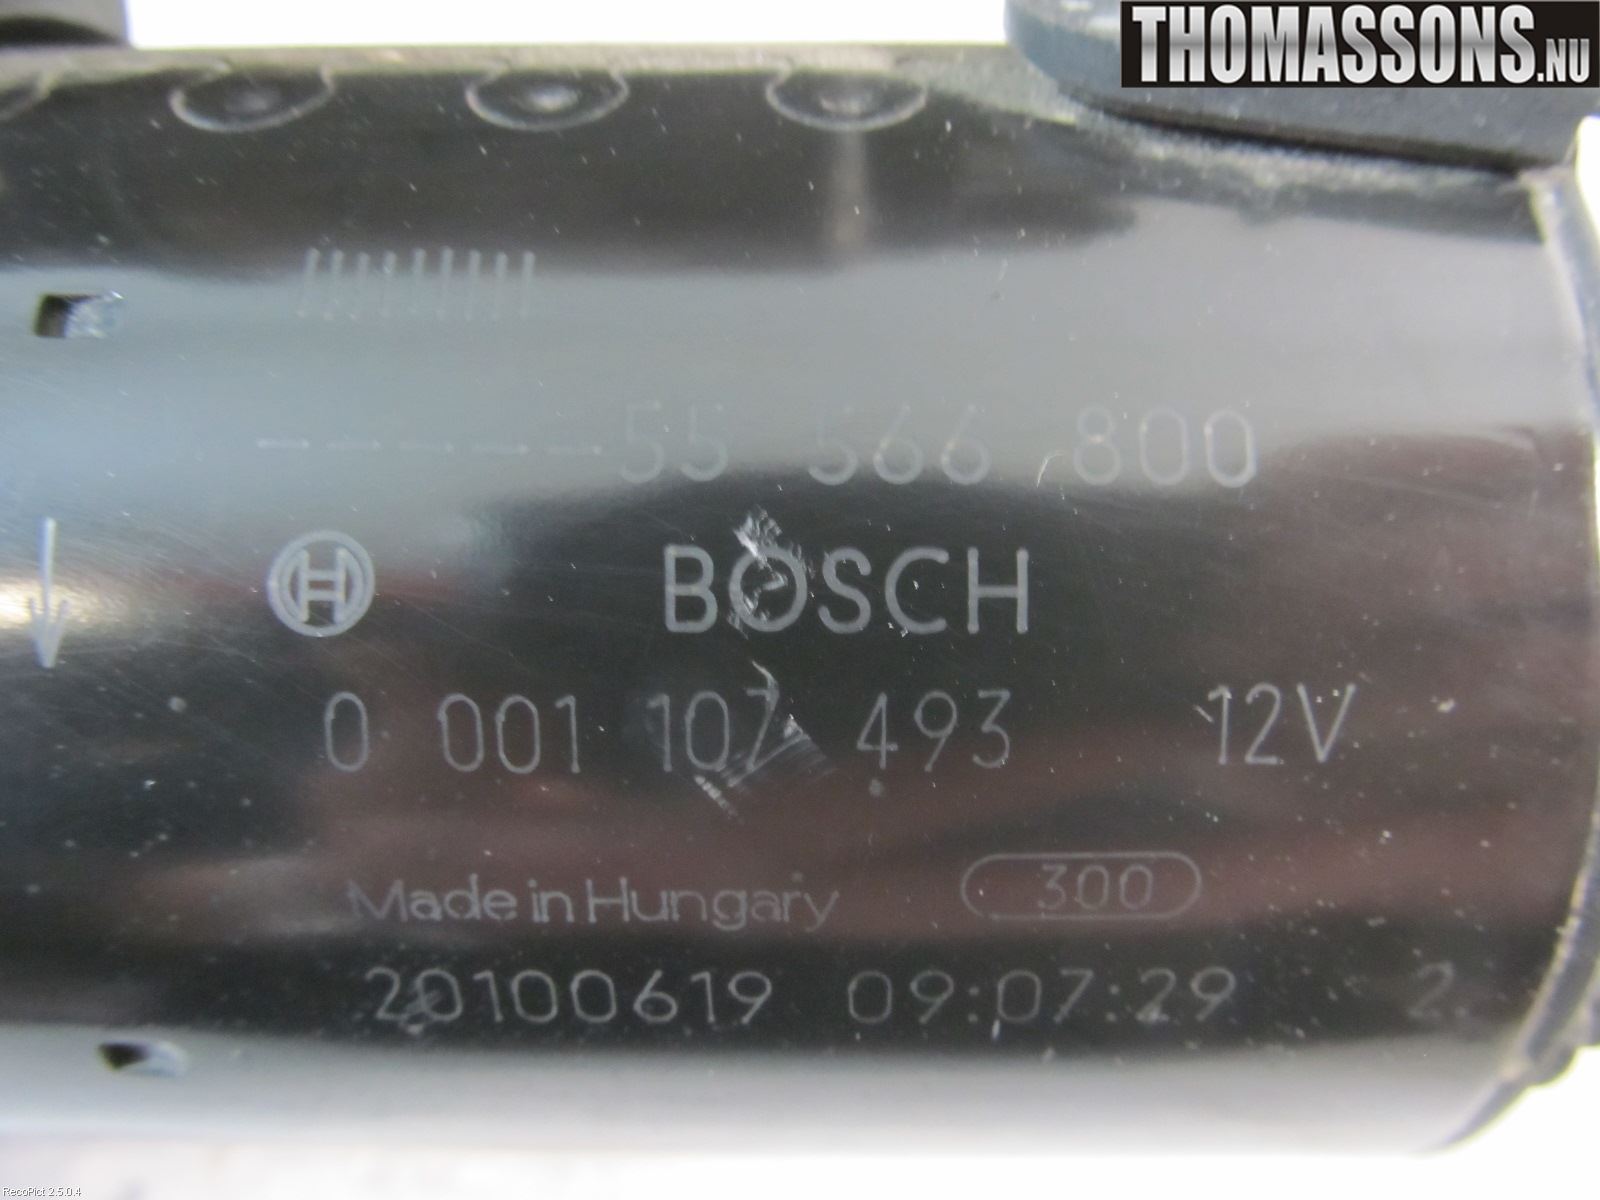 THOMASSONS.NU
55 566 800
BOSCH
0 001 107 493 12V
Made in Hungary 300
20100619 09:07:29 2.
RecoPict 2.5.0.4